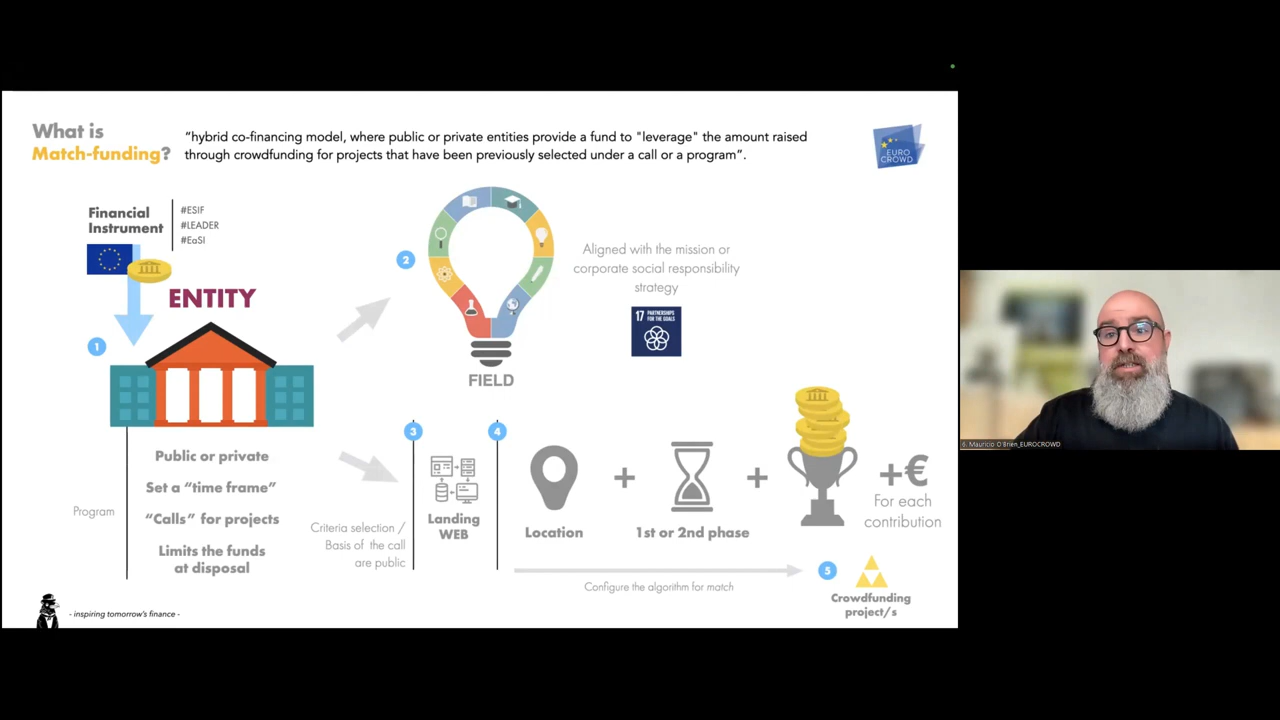 What is
Match-funding?
"hybrid co-financing model, where public or private entities provide a fund to "leverage" the amount raised
through crowdfunding for projects that have been previously selected under a call or a program".
EURO
CROWD
Financial
Instrument
#ESIF
#LEADER
#EaSI
ENTITY
1
Public or private
Set a "time frame"
"Calls" for projects
Limits the funds
at disposal
Program
2
FIELD
Aligned with the mission or
corporate social responsibility
strategy
17 PARTNERSHIPS
FOR THE GOALS
Criteria selection /
Basis of the call
are public
3
Landing
WEB
4
Location
+
1st or 2nd phase
+
+€
For each
contribution
Configure the algorithm for match
5
Crowdfunding
project/s
- inspiring tomorrow's finance -
6. Mauricio O'Brien_EUROCROWD